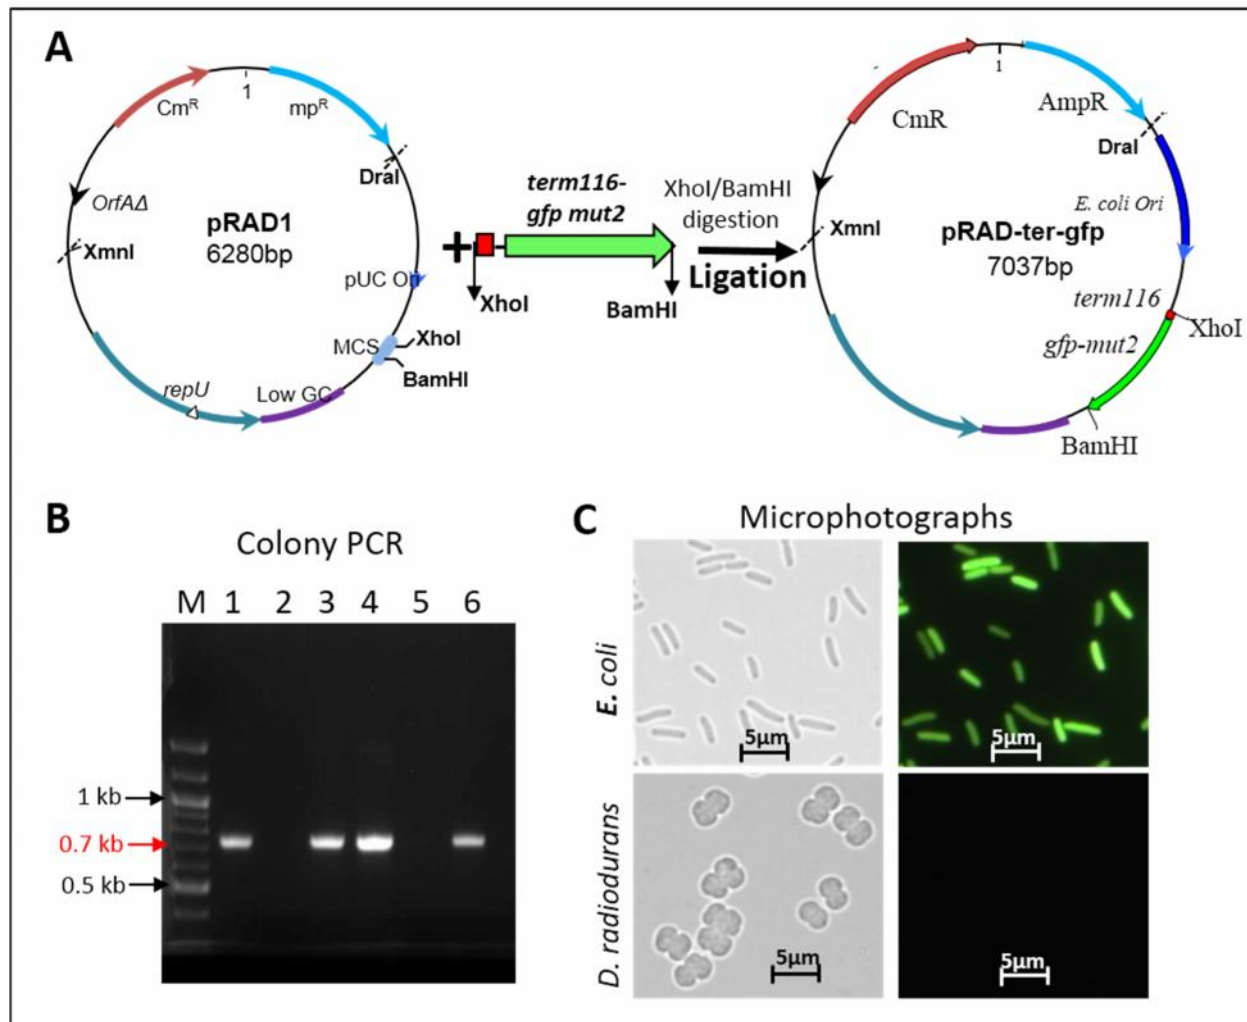 A
1
Cm^R
mp^R
DraI
OrfAΔ
XmnI
pRAD1
6280bp
pUC Ori
MCS
XhoI
BamHI
repU
Low GC
+
term116-
gfp mut2
XhoI
BamHI
XhoI/BamHI
digestion
Ligation
1
CmR
AmpR
DraI
E. coli Ori
XmnI
pRAD-ter-gfp
7037bp
term116
XhoI
gfp-mut2
BamHI
B
Colony PCR
M 1 2 3 4 5 6
1 kb
0.7 kb
0.5 kb
C
Microphotographs
E. coli
5μm
5μm
D. radiodurans
5μm
5μm